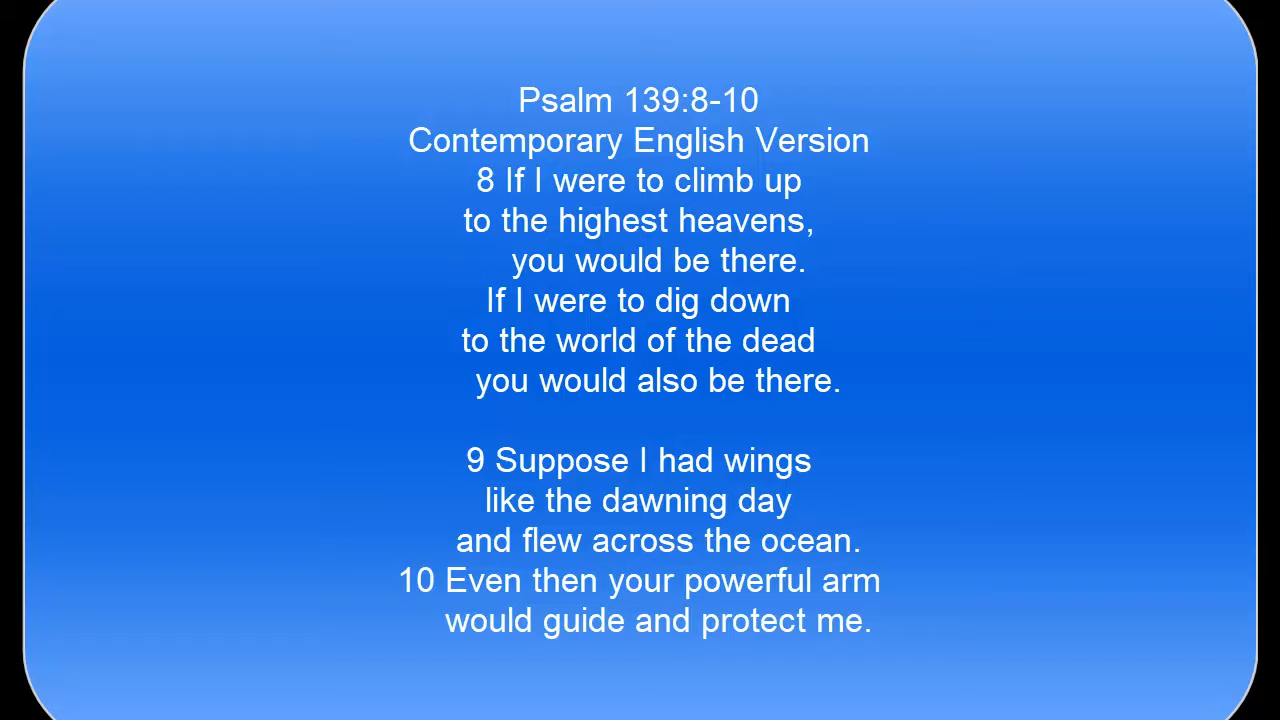 Psalm 139:8-10
Contemporary English Version
8 If I were to climb up
to the highest heavens,
you would be there.
If I were to dig down
to the world of the dead
you would also be there.
9 Suppose I had wings
like the dawning day
and flew across the ocean.
10 Even then your powerful arm
would guide and protect me.